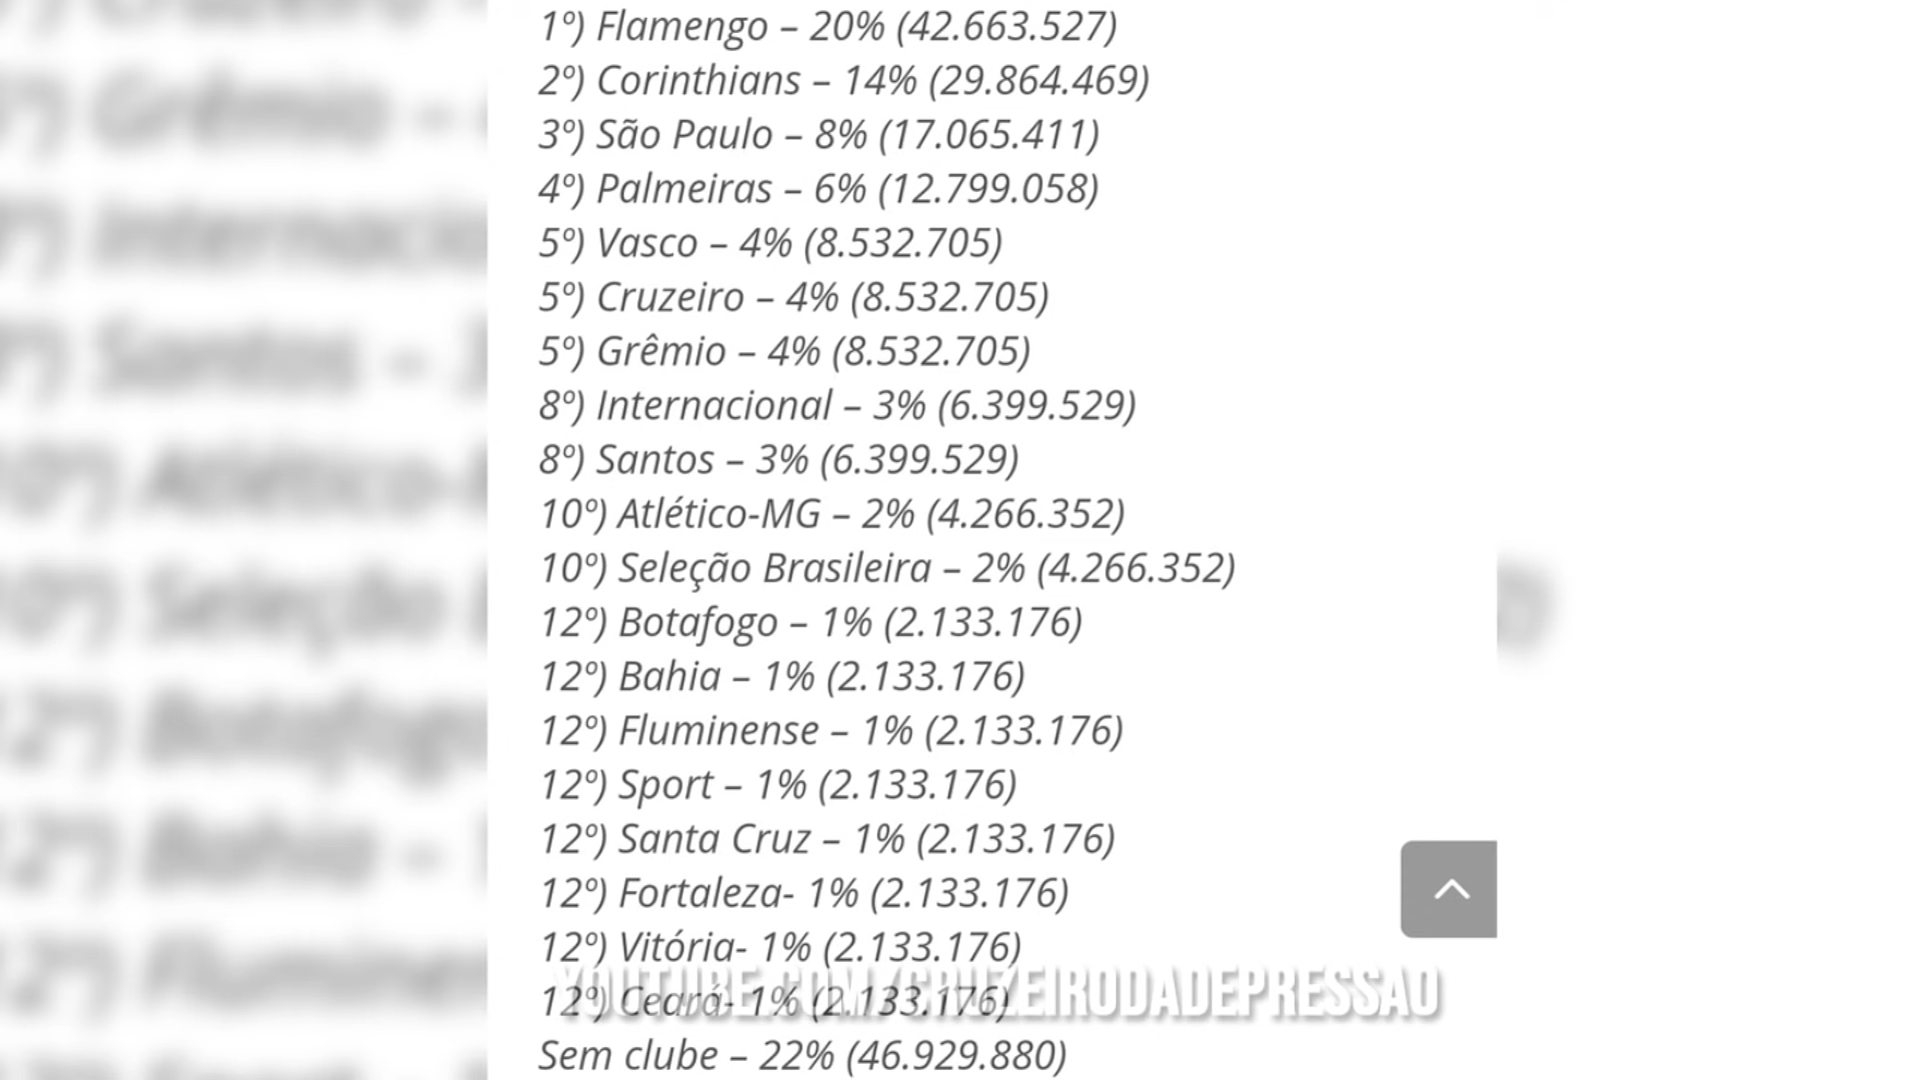 1º) Flamengo – 20% (42.663.527)
2º) Corinthians – 14% (29.864.469)
3º) São Paulo – 8% (17.065.411)
4º) Palmeiras – 6% (12.799.058)
5º) Vasco – 4% (8.532.705)
5º) Cruzeiro – 4% (8.532.705)
5º) Grêmio – 4% (8.532.705)
8º) Internacional – 3% (6.399.529)
8º) Santos – 3% (6.399.529)
10º) Atlético-MG – 2% (4.266.352)
10º) Seleção Brasileira – 2% (4.266.352)
12º) Botafogo – 1% (2.133.176)
12º) Bahia – 1% (2.133.176)
12º) Fluminense – 1% (2.133.176)
12º) Sport – 1% (2.133.176)
12º) Santa Cruz – 1% (2.133.176)
12º) Fortaleza- 1% (2.133.176)
12º) Vitória- 1% (2.133.176)
YOUTUBE.COM/CRUZEIRODADEPRESSAO
12º) Ceará- 1% (2.133.176)
Sem clube – 22% (46.929.880)